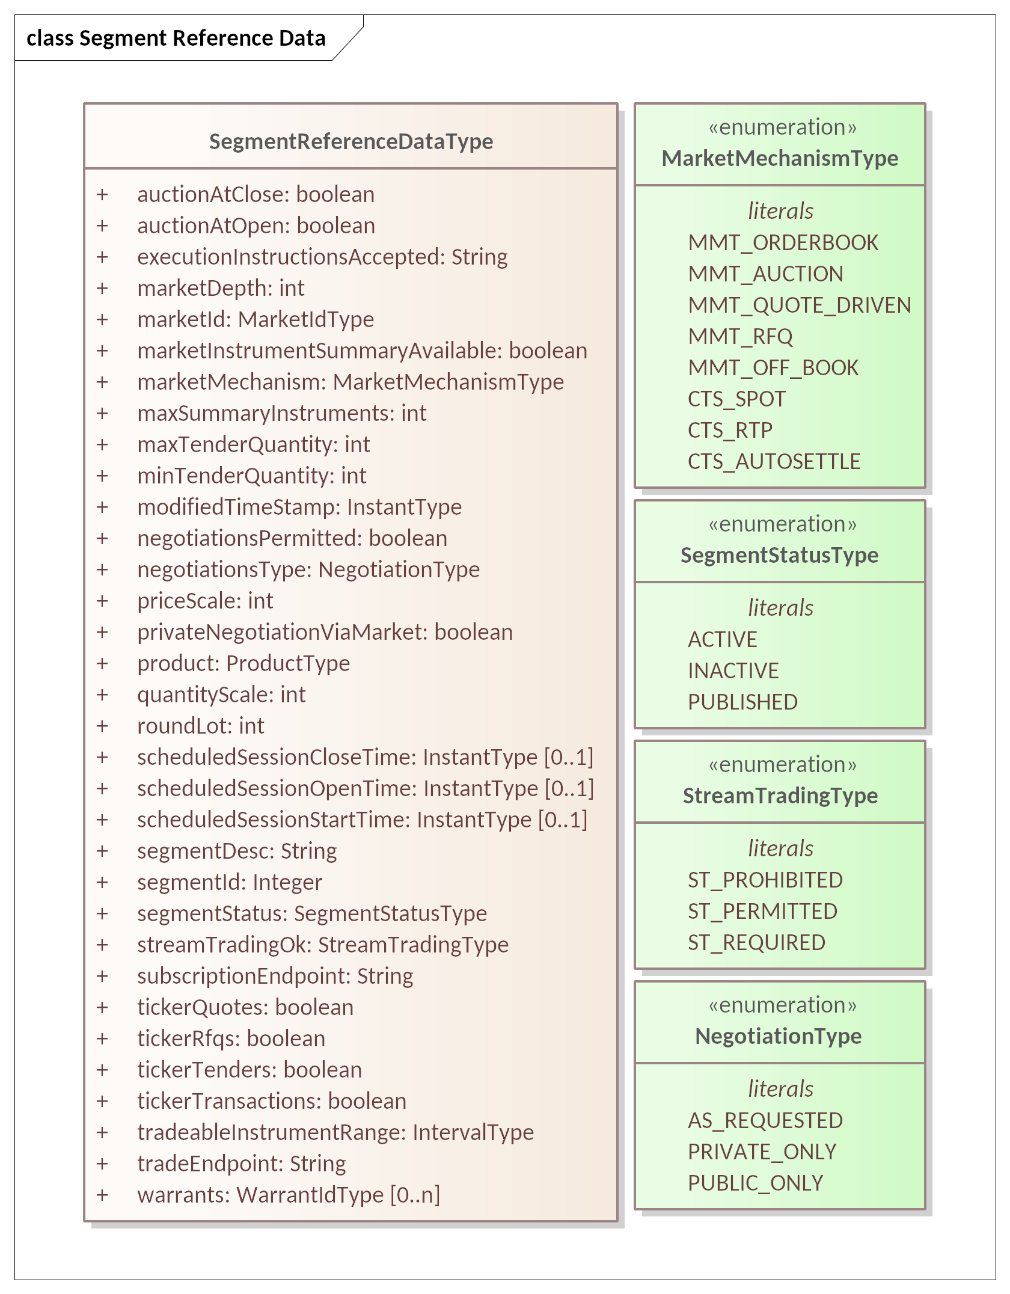 class Segment Reference Data
SegmentReferenceDataType
+ auctionAtClose: boolean
+ auctionAtOpen: boolean
+ executionInstructionsAccepted: String
+ marketDepth: int
+ marketId: MarketIdType
+ marketInstrumentSummaryAvailable: boolean
+ marketMechanism: MarketMechanismType
+ maxSummaryInstruments: int
+ maxTenderQuantity: int
+ minTenderQuantity: int
+ modifiedTimeStamp: InstantType
+ negotiationsPermitted: boolean
+ negotiationsType: NegotiationType
+ priceScale: int
+ privateNegotiationViaMarket: boolean
+ product: ProductType
+ quantityScale: int
+ roundLot: int
+ scheduledSessionCloseTime: InstantType [0..1]
+ scheduledSessionOpenTime: InstantType [0..1]
+ scheduledSessionStartTime: InstantType [0..1]
+ segmentDesc: String
+ segmentId: Integer
+ segmentStatus: SegmentStatusType
+ streamTradingOk: StreamTradingType
+ subscriptionEndpoint: String
+ tickerQuotes: boolean
+ tickerRfqs: boolean
+ tickerTenders: boolean
+ tickerTransactions: boolean
+ tradeableInstrumentRange: IntervalType
+ tradeEndpoint: String
+ warrants: WarrantIdType [0..n]
«enumeration»
MarketMechanismType
literals
MMT_ORDERBOOK
MMT_AUCTION
MMT_QUOTE_DRIVEN
MMT_RFQ
MMT_OFF_BOOK
CTS_SPOT
CTS_RTP
CTS_AUTOSETTLE
«enumeration»
SegmentStatusType
literals
ACTIVE
INACTIVE
PUBLISHED
«enumeration»
StreamTradingType
literals
ST_PROHIBITED
ST_PERMITTED
ST_REQUIRED
«enumeration»
NegotiationType
literals
AS_REQUESTED
PRIVATE_ONLY
PUBLIC_ONLY